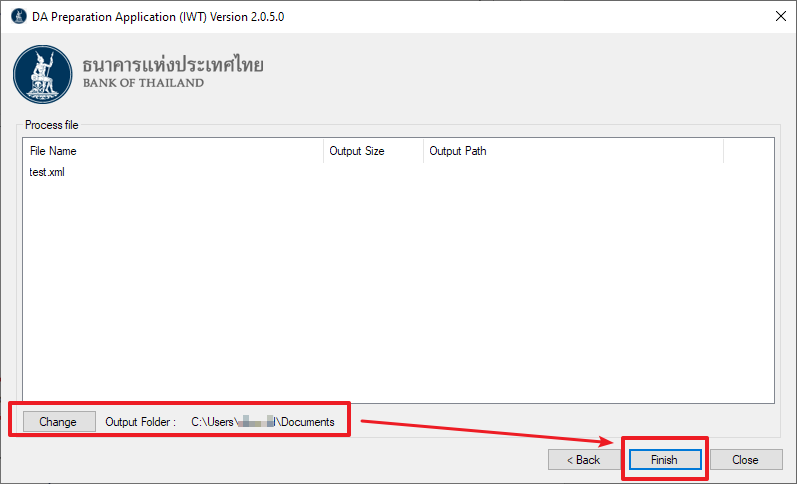 DA Preparation Application (IWT) Version 2.0.5.0
ธนาคารแห่งประเทศไทย
BANK OF THAILAND
Process file
File Name Output Size Output Path
test.xml
Change Output Folder : C:\Users\ l\Documents
< Back Finish Close